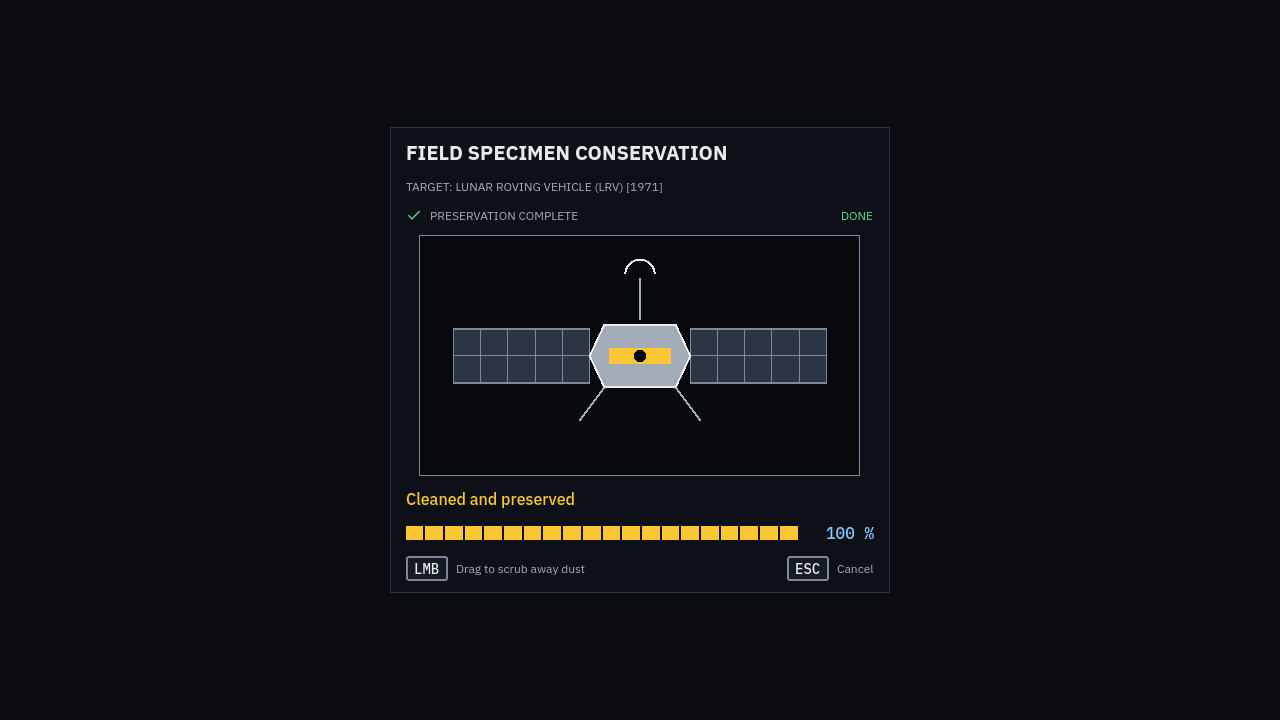 FIELD SPECIMEN CONSERVATION
TARGET: LUNAR ROVING VEHICLE (LRV) [1971]
PRESERVATION COMPLETE DONE
Cleaned and preserved
100 %
LMB Drag to scrub away dust ESC Cancel